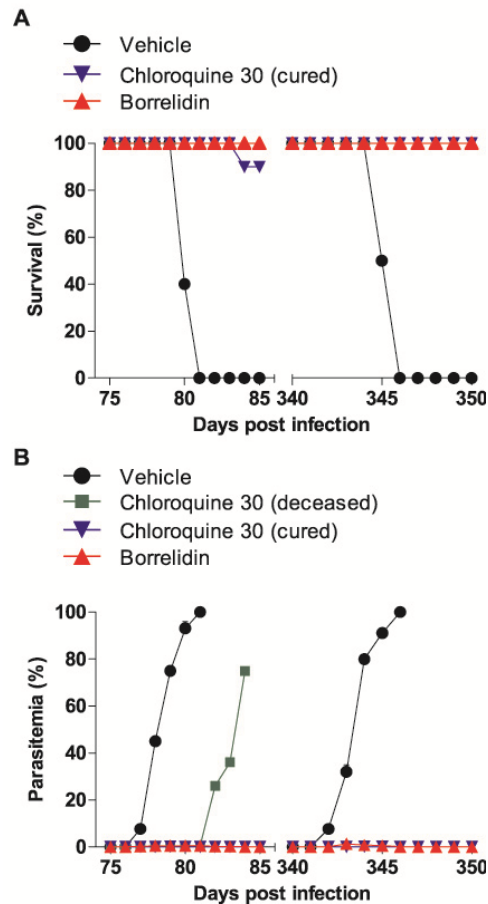 A
Vehicle
Chloroquine 30 (cured)
Borrelidin
100
80
60
40
20
0
Survival (%)
75 80 85 340 345 350
Days post infection
B
Vehicle
Chloroquine 30 (deceased)
Chloroquine 30 (cured)
Borrelidin
100
80
60
40
20
0
Parasitemia (%)
75 80 85 340 345 350
Days post infection